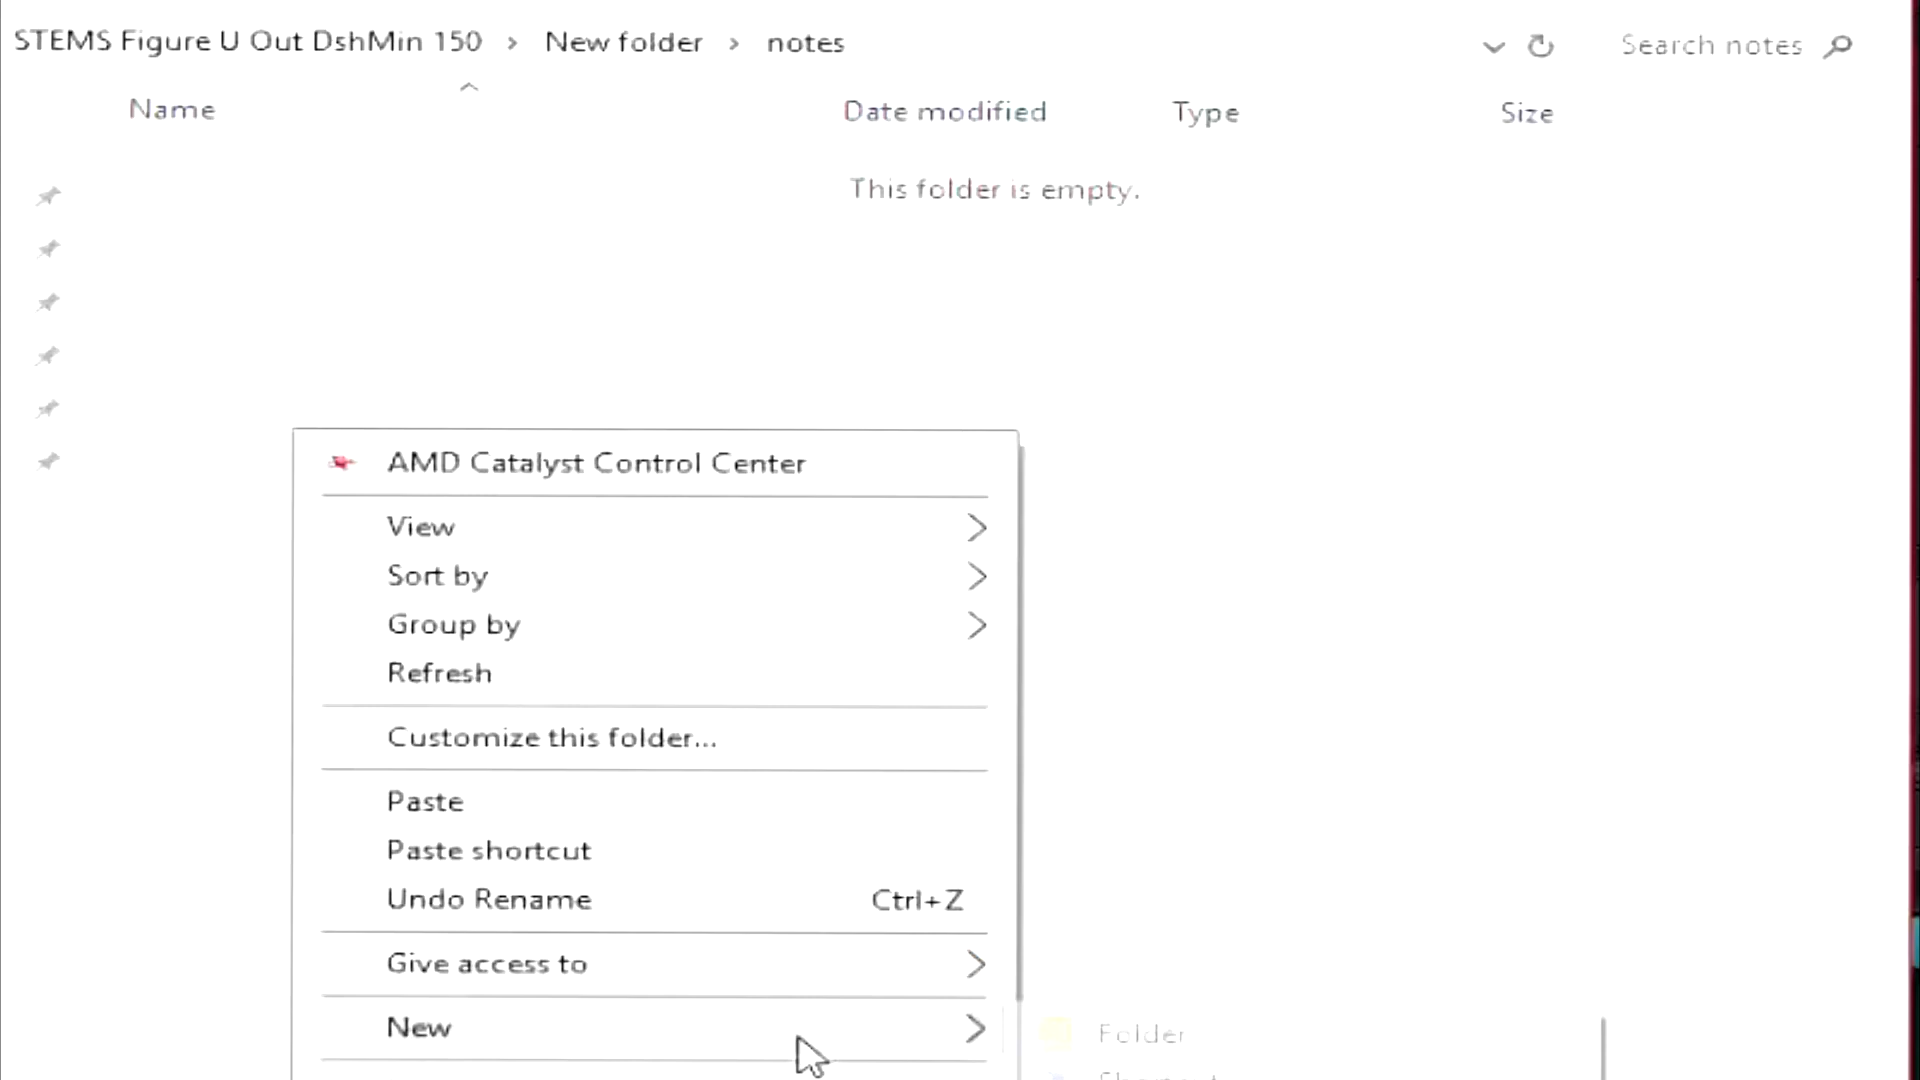 STEMS Figure U Out DshMin 150 > New folder > notes
Search notes
Name Date modified Type Size
This folder is empty.
AMD Catalyst Control Center
View
Sort by
Group by
Refresh
Customize this folder...
Paste
Paste shortcut
Undo Rename Ctrl+Z
Give access to
New
Folder